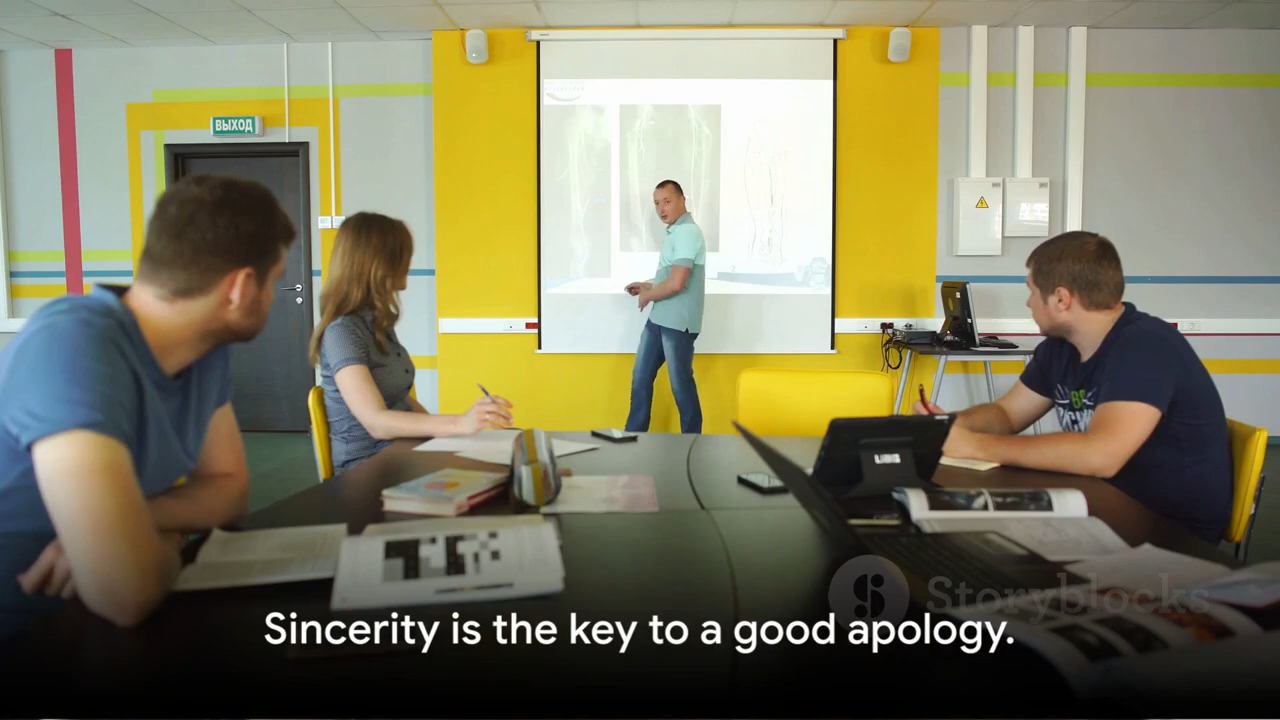 ВЫХОД
Storyblocks
Sincerity is the key to a good apology.